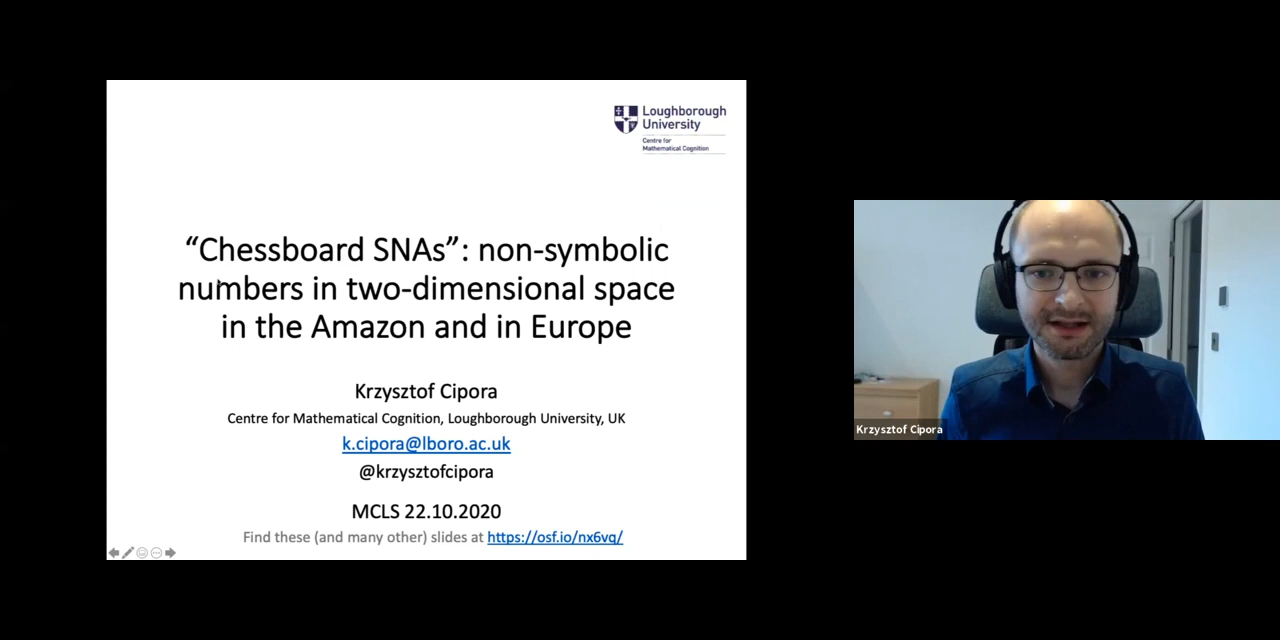 Loughborough
University
Centre for
Mathematical Cognition
“Chessboard SNAs”: non-symbolic
numbers in two-dimensional space
in the Amazon and in Europe
Krzysztof Cipora
Centre for Mathematical Cognition, Loughborough University, UK
k.cipora@lboro.ac.uk
@krzysztofcipora
MCLS 22.10.2020
Find these (and many other) slides at https://osf.io/nx6vq/
Krzysztof Cipora